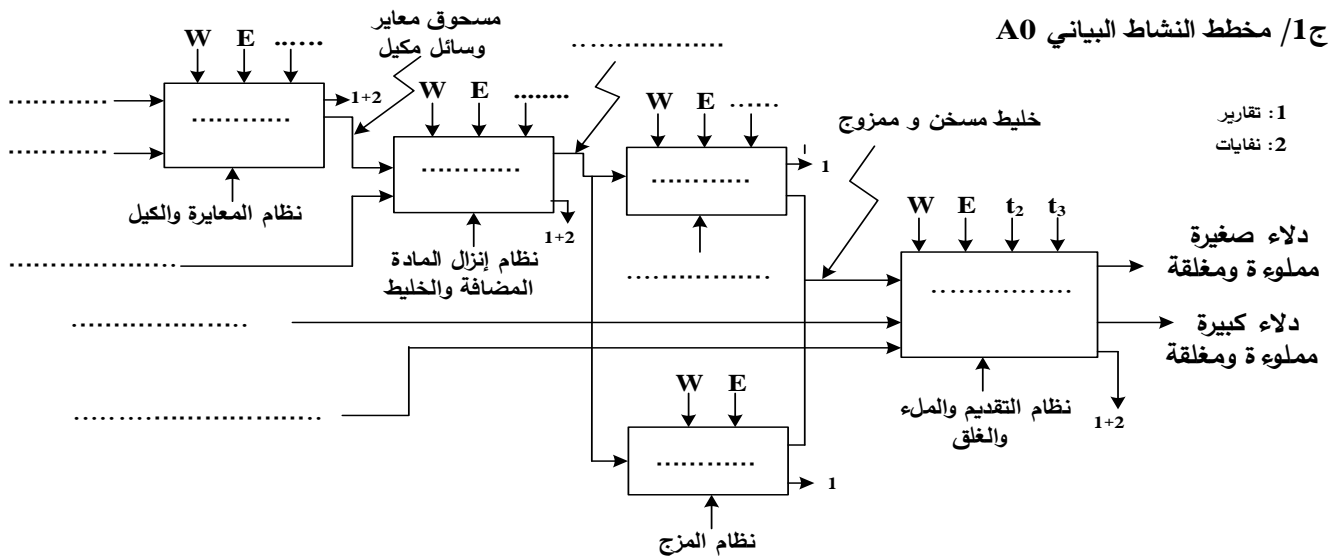 ج1/ مخطط النشاط البياني A0
1: تقارير
2: نفايات
مسحوق معاير
وسائل مكيل
..........................
W E ......
1+2
..................
..................
.............
نظام المعايرة والكيل
W E ........
.............
1+2
نظام إنزال المادة
المضافة والخليط
..............................
W E ......
1
.............
.........................
خليط مسخن و ممزوج
W E t₂ t₃
.................
دلاء صغيرة
مملوءة ومغلقة
دلاء كبيرة
مملوءة ومغلقة
1+2
نظام التقديم والملء
والغلق
..............................
..........................................
W E
.............
1
نظام المزج